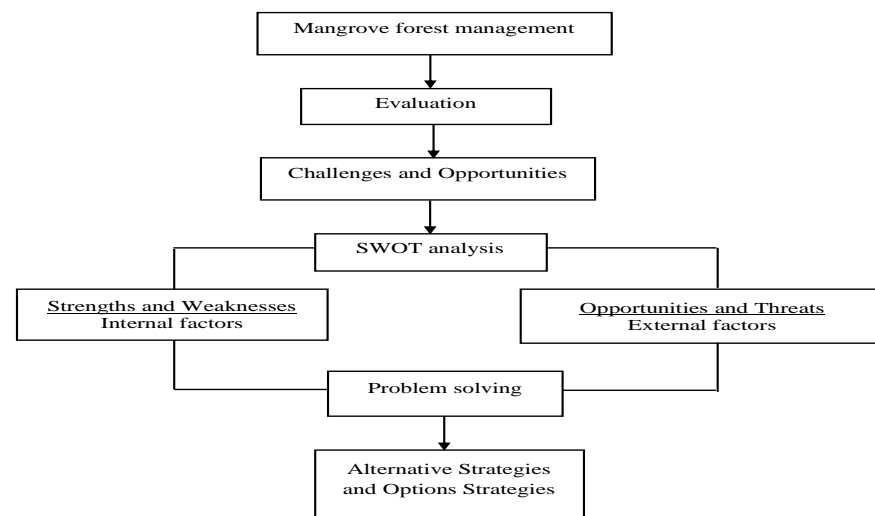 Mangrove forest management
Evaluation
Challenges and Opportunities
SWOT analysis
Strengths and Weaknesses
Internal factors
Opportunities and Threats
External factors
Problem solving
Alternative Strategies
and Options Strategies